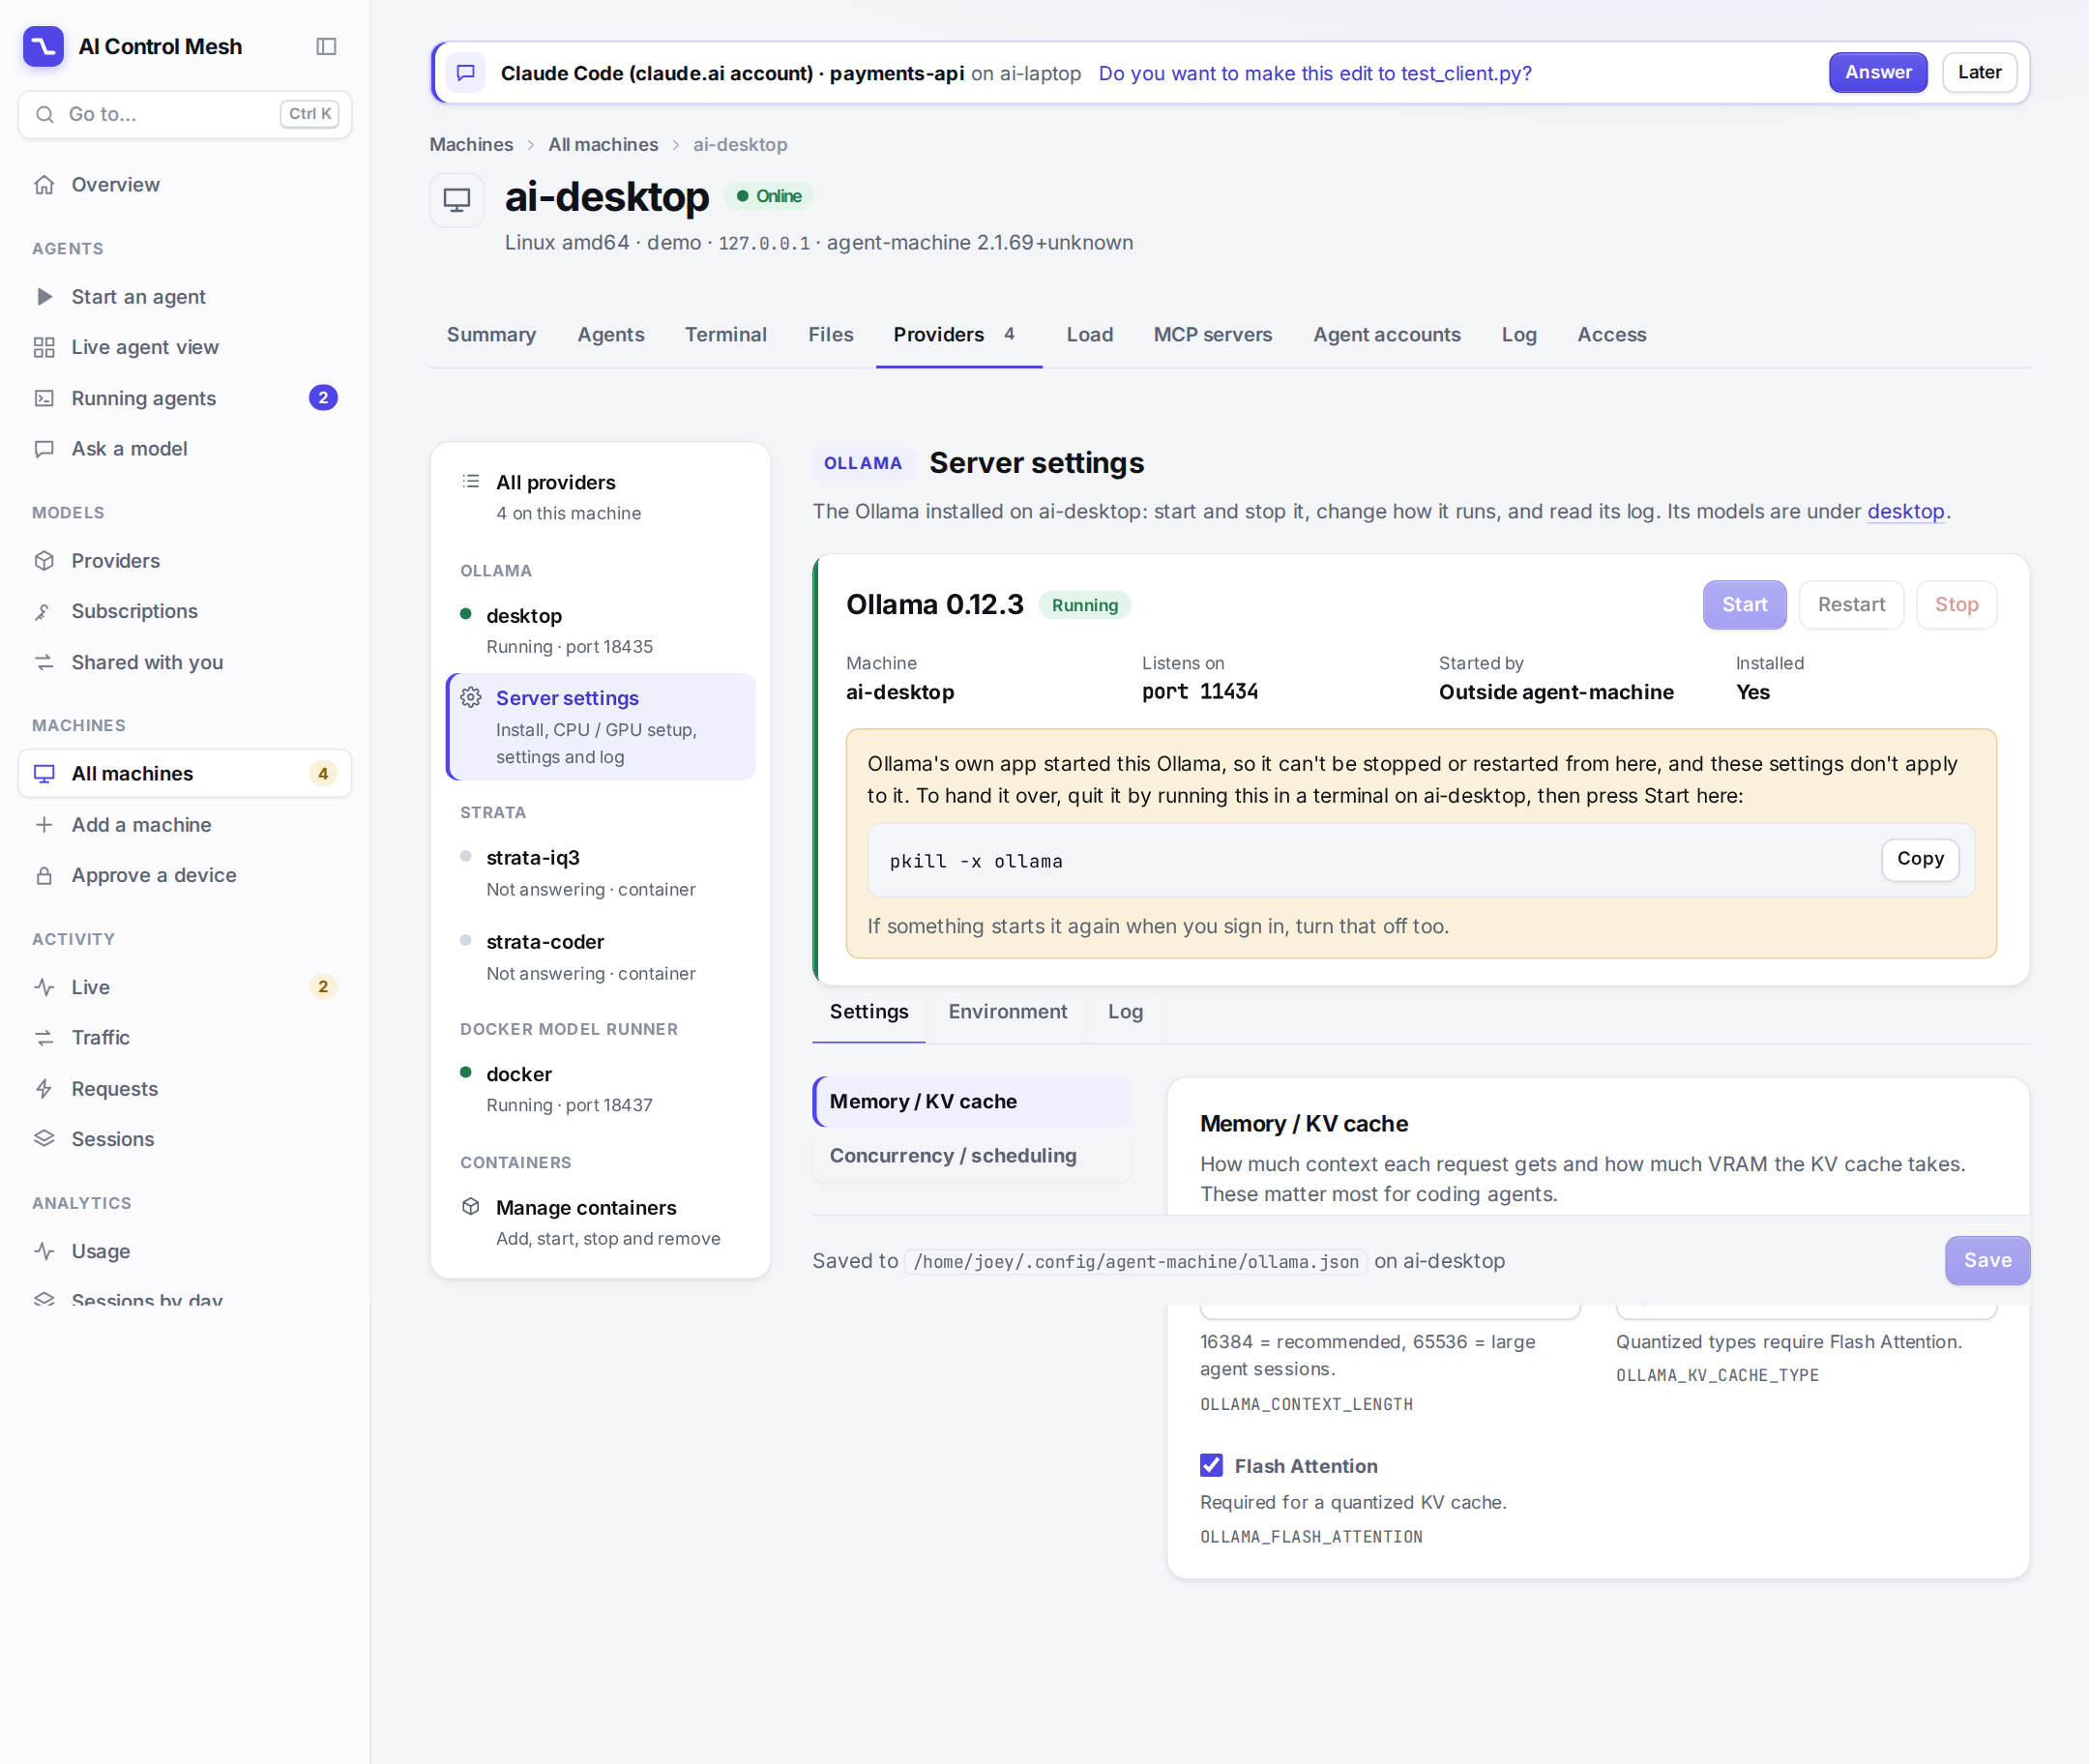 AI Control Mesh
Go to...
Ctrl K
Overview
AGENTS
Start an agent
Live agent view
Running agents 2
Ask a model
MODELS
Providers
Subscriptions
Shared with you
MACHINES
All machines 4
Add a machine
Approve a device
ACTIVITY
Live 2
Traffic
Requests
Sessions
ANALYTICS
Usage
Sessions by day
Claude Code (claude.ai account) · payments-api on ai-laptop Do you want to make this edit to test_client.py?
Answer
Later
Machines > All machines > ai-desktop
ai-desktop Online
Linux amd64 · demo · 127.0.0.1 · agent-machine 2.1.69+unknown
Summary Agents Terminal Files Providers 4 Load MCP servers Agent accounts Log Access
All providers
4 on this machine
OLLAMA
desktop
Running · port 18435
Server settings
Install, CPU / GPU setup,
settings and log
STRATA
strata-iq3
Not answering · container
strata-coder
Not answering · container
DOCKER MODEL RUNNER
docker
Running · port 18437
CONTAINERS
Manage containers
Add, start, stop and remove
OLLAMA Server settings
The Ollama installed on ai-desktop: start and stop it, change how it runs, and read its log. Its models are under desktop.
Ollama 0.12.3 Running
Start Restart Stop
Machine Listens on Started by Installed
ai-desktop port 11434 Outside agent-machine Yes
Ollama's own app started this Ollama, so it can't be stopped or restarted from here, and these settings don't apply
to it. To hand it over, quit it by running this in a terminal on ai-desktop, then press Start here:
pkill -x ollama
Copy
If something starts it again when you sign in, turn that off too.
Settings Environment Log
Memory / KV cache
Concurrency / scheduling
Memory / KV cache
How much context each request gets and how much VRAM the KV cache takes.
These matter most for coding agents.
Saved to /home/joey/.config/agent-machine/ollama.json on ai-desktop
Save
16384 = recommended, 65536 = large
agent sessions.
OLLAMA_CONTEXT_LENGTH
Quantized types require Flash Attention.
OLLAMA_KV_CACHE_TYPE
Flash Attention
Required for a quantized KV cache.
OLLAMA_FLASH_ATTENTION